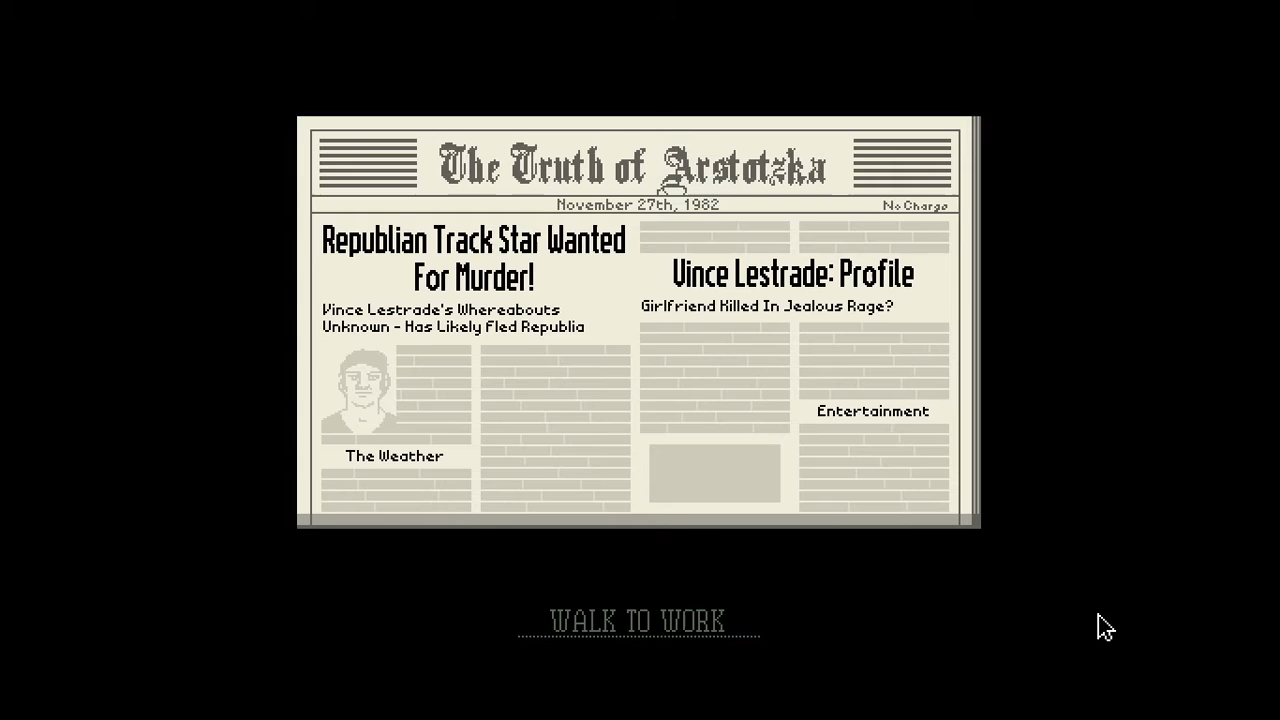 The Truth of Arstotzka
November 27th, 1982
No Charge
Republian Track Star Wanted
For Murder!
Vince Lestrade's Whereabouts
Unknown - Has Likely Fled Republia
The Weather
Vince Lestrade: Profile
Girlfriend Killed In Jealous Rage?
Entertainment
WALK TO WORK